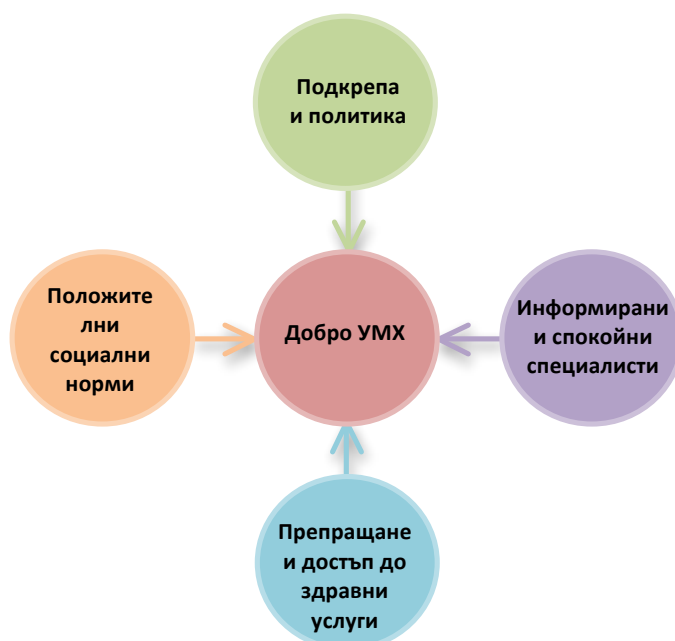 Подкрепа
и политика
Положите
лни
социални
норми
Добро УМХ
Информирани
и спокойни
специалисти
Препращане
и достъп до
здравни
услуги